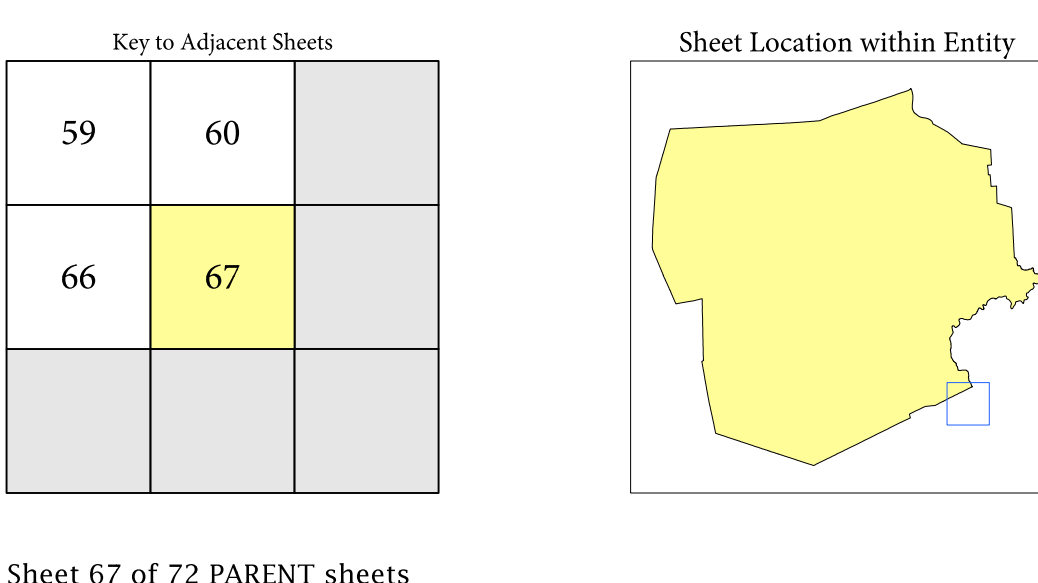 Key to Adjacent Sheets
Sheet Location within Entity
59 60
66 67
Sheet 67 of 72 PARENT sheets